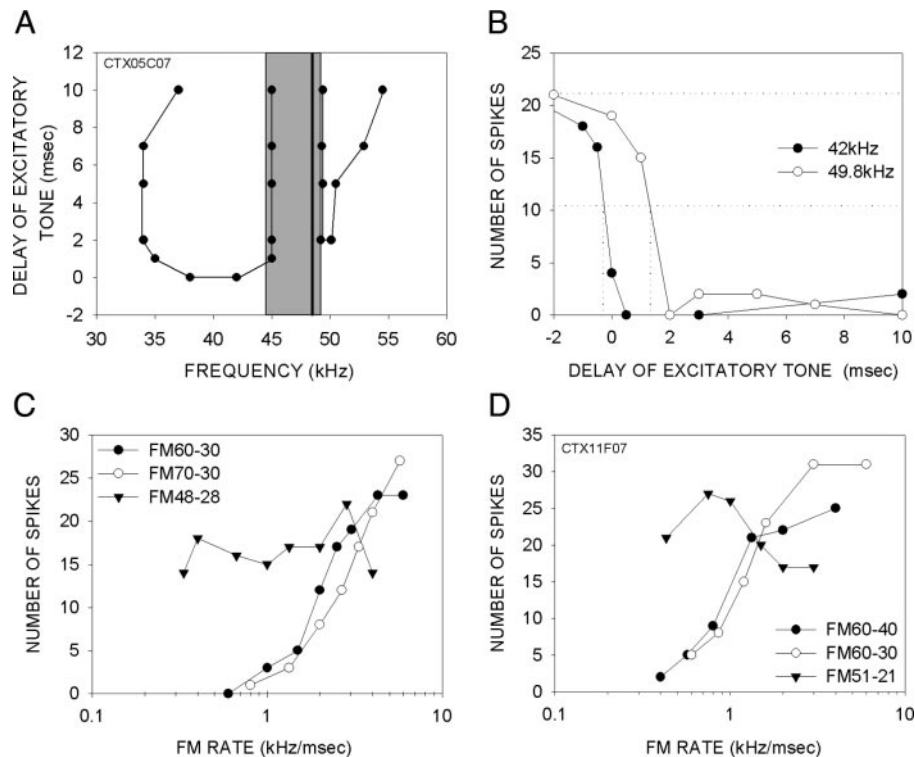 A
CTX05C07
DELAY OF EXCITATORY
TONE (msec)
12
10
8
6
4
2
0
-2
30 35 40 45 50 55 60
FREQUENCY (kHz)
B
NUMBER OF SPIKES
25
20
15
10
5
0
42kHz
49.8kHz
-2 0 2 4 6 8 10
DELAY OF EXCITATORY TONE (msec)
C
NUMBER OF SPIKES
30
25
20
15
10
5
0
FM60-30
FM70-30
FM48-28
0.1 1 10
FM RATE (kHz/msec)
D
CTX11F07
NUMBER OF SPIKES
35
30
25
20
15
10
5
0
FM60-40
FM60-30
FM51-21
0.1 1 10
FM RATE (kHz/msec)